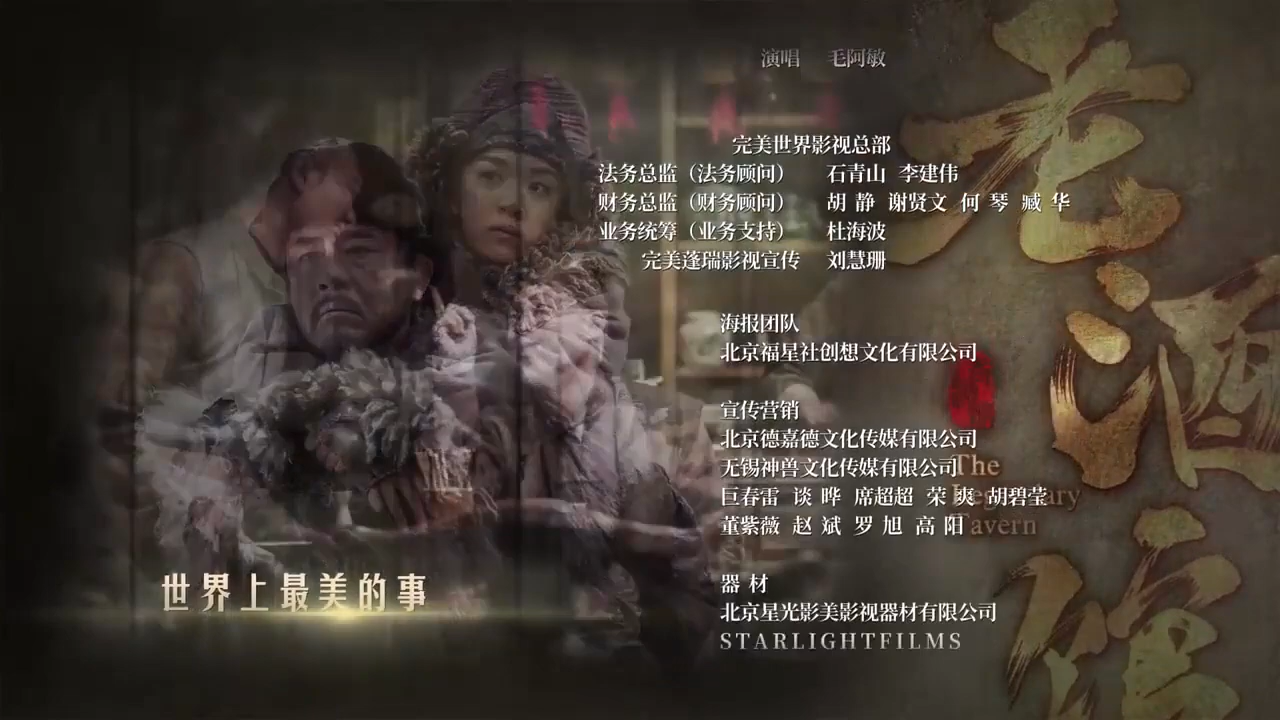 演唱 毛阿敏
完美世界影视总部
法务总监（法务顾问） 石青山 李建伟
财务总监（财务顾问） 胡 静 谢贤文 何 琴 臧 华
业务统筹（业务支持） 杜海波
完美蓬瑞影视宣传 刘慧珊
海报团队
北京福星社创想文化有限公司
宣传营销
北京德嘉德文化传媒有限公司
无锡神兽文化传媒有限公司
巨春雷 谈 晔 席超超 荣 爽 胡碧莹
董紫薇 赵 斌 罗 旭 高 阳
器 材
北京星光影美影视器材有限公司
STARLIGHTFILMS
世界上最美的事
老酒馆
The
Legendary
Tavern